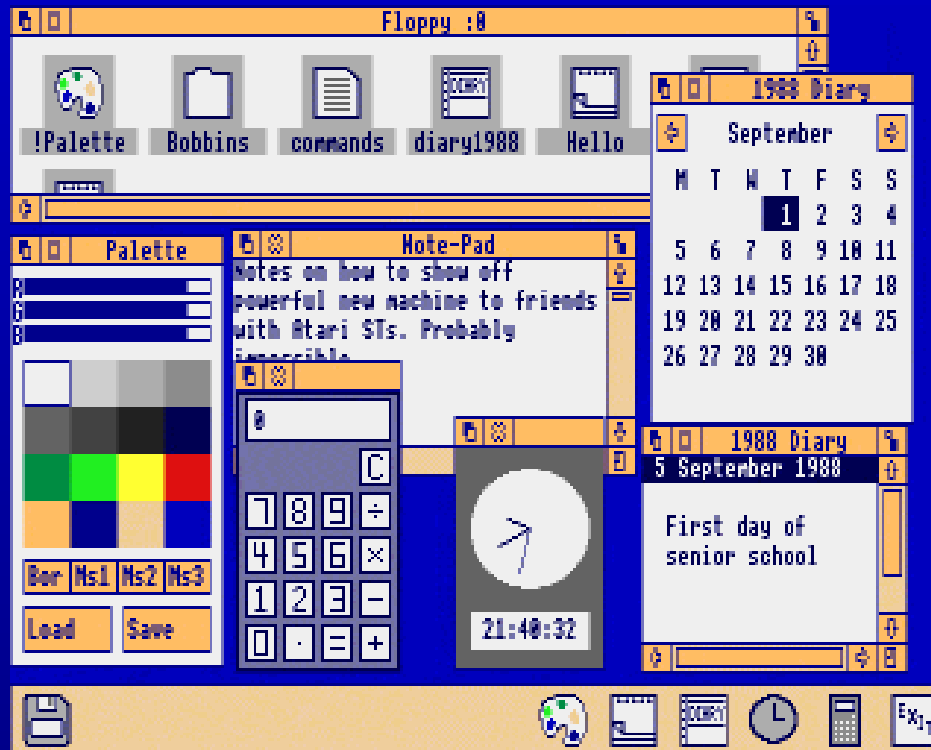 Floppy :0
!Palette Bobbins commands diary1988 Hello
DIARY
1988 Diary
September
M T W T F S S
1 2 3 4
5 6 7 8 9 10 11
12 13 14 15 16 17 18
19 20 21 22 23 24 25
26 27 28 29 30
Palette
R
G
B
Bor Ms1 Ms2 Ms3
Load Save
Note-Pad
Notes on how to show off
powerful new machine to friends
with Atari STs. Probably
impossible.
0
C
7 8 9 ÷
4 5 6 ×
1 2 3 -
0 . = +
21:40:32
1988 Diary
5 September 1988
First day of
senior school
DIARY
EXIT